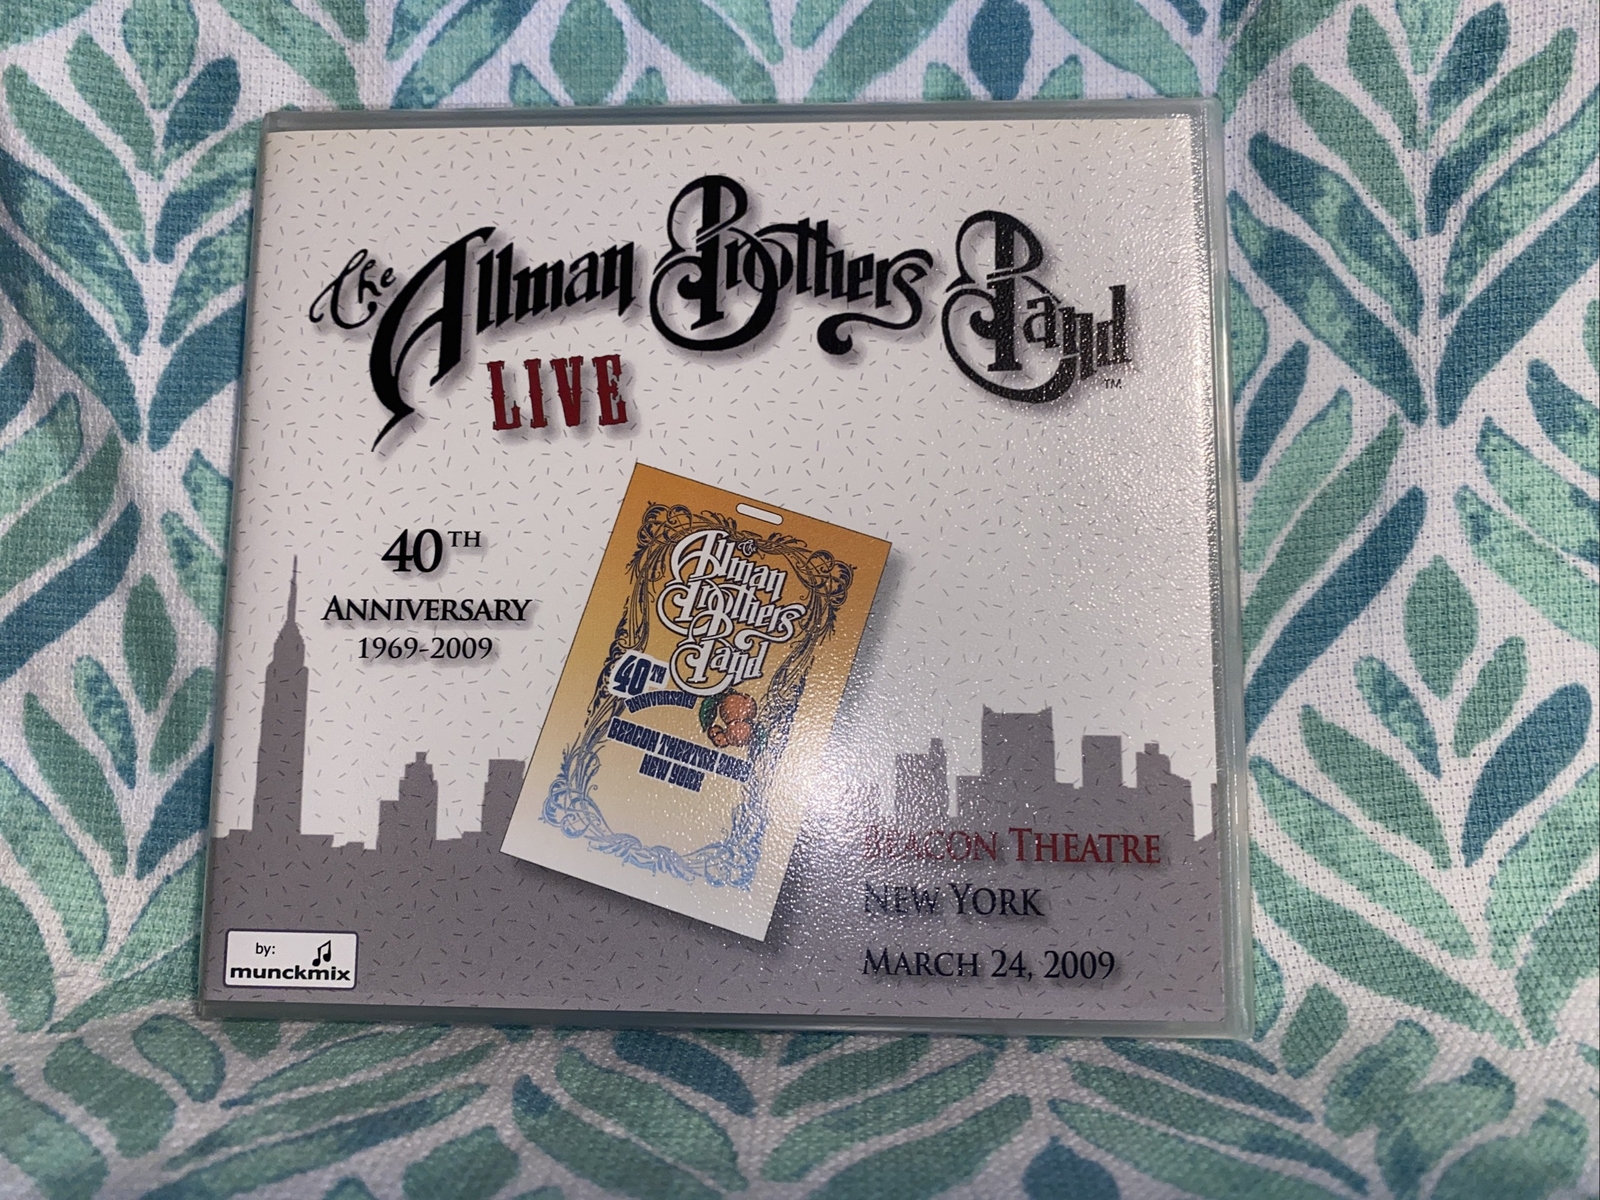 The Allman Brothers Band
TM
LIVE
40TH
ANNIVERSARY
1969-2009
The
Allman
Brothers
Band
40TH
ANNIVERSARY
BEACON THEATRE 2009
NEW YORK
BEACON THEATRE
NEW YORK
MARCH 24, 2009
by:
munckmix